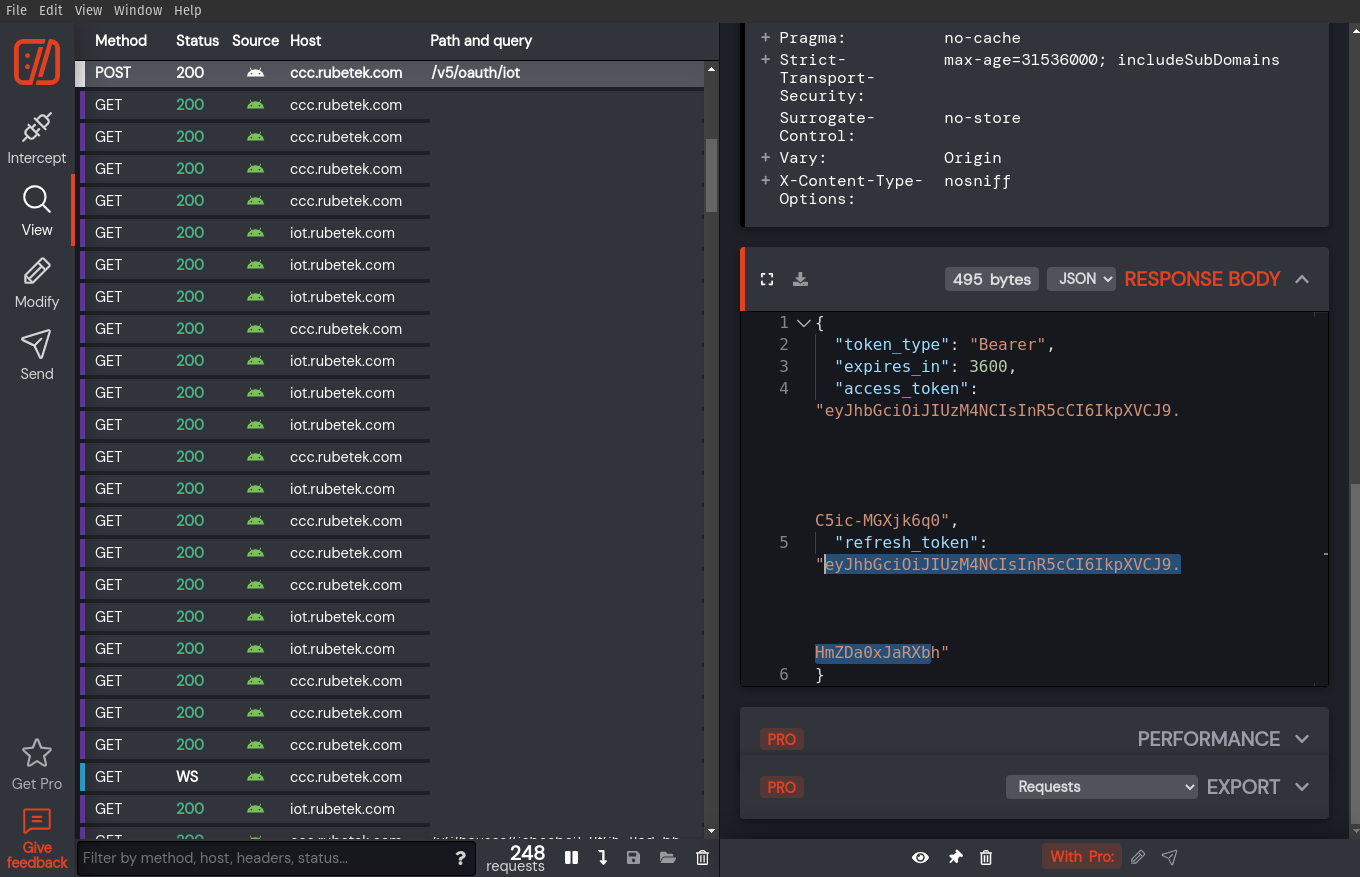 File Edit View Window Help
Method Status Source Host Path and query
POST 200 ccc.rubetek.com /v5/oauth/iot
GET 200 ccc.rubetek.com
GET 200 ccc.rubetek.com
GET 200 ccc.rubetek.com
GET 200 ccc.rubetek.com
GET 200 iot.rubetek.com
GET 200 iot.rubetek.com
GET 200 iot.rubetek.com
GET 200 ccc.rubetek.com
GET 200 iot.rubetek.com
GET 200 iot.rubetek.com
GET 200 iot.rubetek.com
GET 200 ccc.rubetek.com
GET 200 iot.rubetek.com
GET 200 ccc.rubetek.com
GET 200 ccc.rubetek.com
GET 200 ccc.rubetek.com
GET 200 iot.rubetek.com
GET 200 iot.rubetek.com
GET 200 ccc.rubetek.com
GET 200 ccc.rubetek.com
GET 200 ccc.rubetek.com
GET WS ccc.rubetek.com
GET 200 iot.rubetek.com
GET 200 ccc.rubetek.com
Intercept
View
Modify
Send
Get Pro
Give
feedback
Filter by method, host, headers, status... ?
248
requests
+ Pragma: no-cache
+ Strict- max-age=31536000; includeSubDomains
Transport-
Security:
Surrogate- no-store
Control:
+ Vary: Origin
+ X-Content-Type- nosniff
Options:
495 bytes JSON RESPONSE BODY
1 {
2 "token_type": "Bearer",
3 "expires_in": 3600,
4 "access_token":
"eyJhbGciOiJIUzM4NCIsInR5cCI6IkpXVCJ9.
C5ic-MGXjk6q0",
5 "refresh_token":
"eyJhbGciOiJIUzM4NCIsInR5cCI6IkpXVCJ9.
HmZDa0xJaRXbh"
6 }
PRO PERFORMANCE
PRO Requests EXPORT
With Pro: